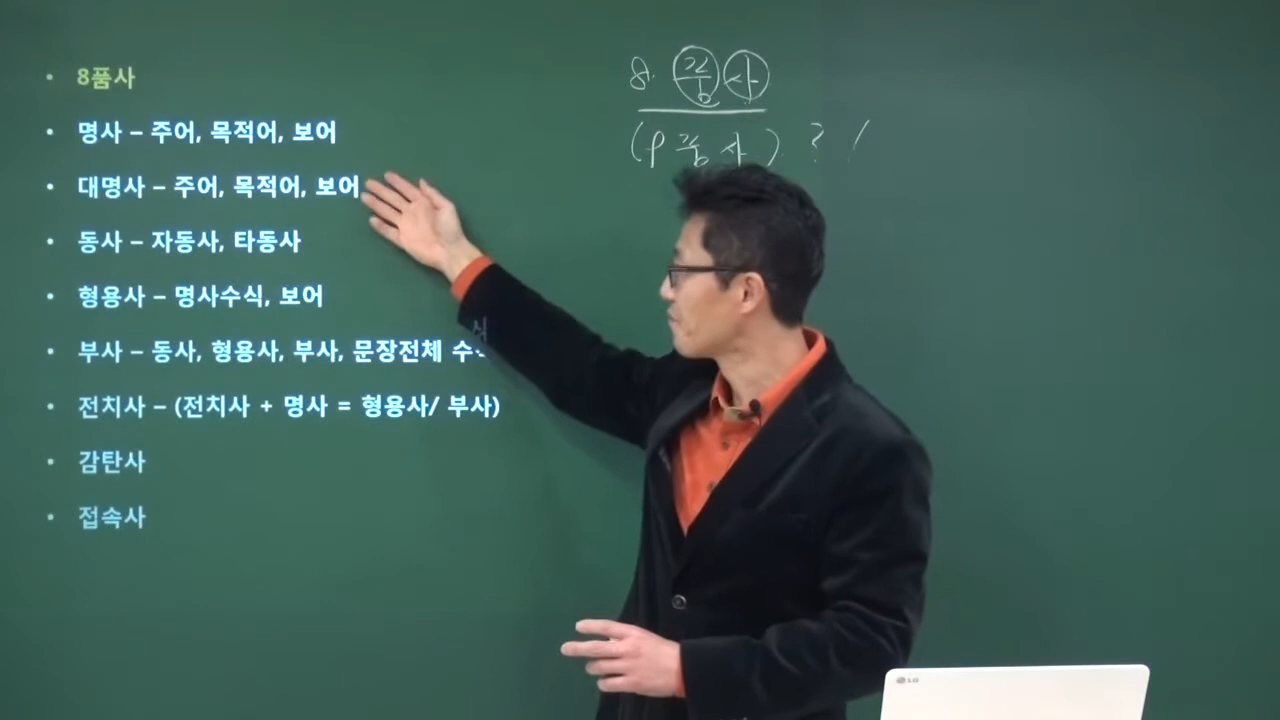 8품사
명사 – 주어, 목적어, 보어
대명사 – 주어, 목적어, 보어
동사 – 자동사, 타동사
형용사 – 명사수식, 보어
부사 – 동사, 형용사, 부사, 문장전체 수식
전치사 – (전치사 + 명사 = 형용사/ 부사)
감탄사
접속사
8. 품 사
(P 품 사) ? /
LG